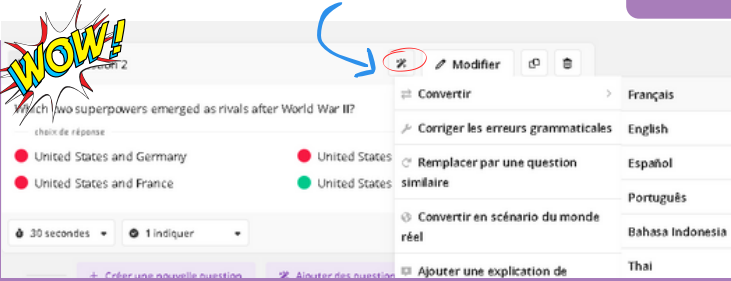 WOW!
on 2
Modifier
Which two superpowers emerged as rivals after World War II?
choix de réponse
United States and Germany
United States
United States and France
United States
30 secondes
1 indiquer
+ Créer une nouvelle question
Ajouter des question
Convertir
Corriger les erreurs grammaticales
Remplacer par une question
similaire
Convertir en scénario du monde
réel
Ajouter une explication de
Français
English
Español
Português
Bahasa Indonesia
Thai